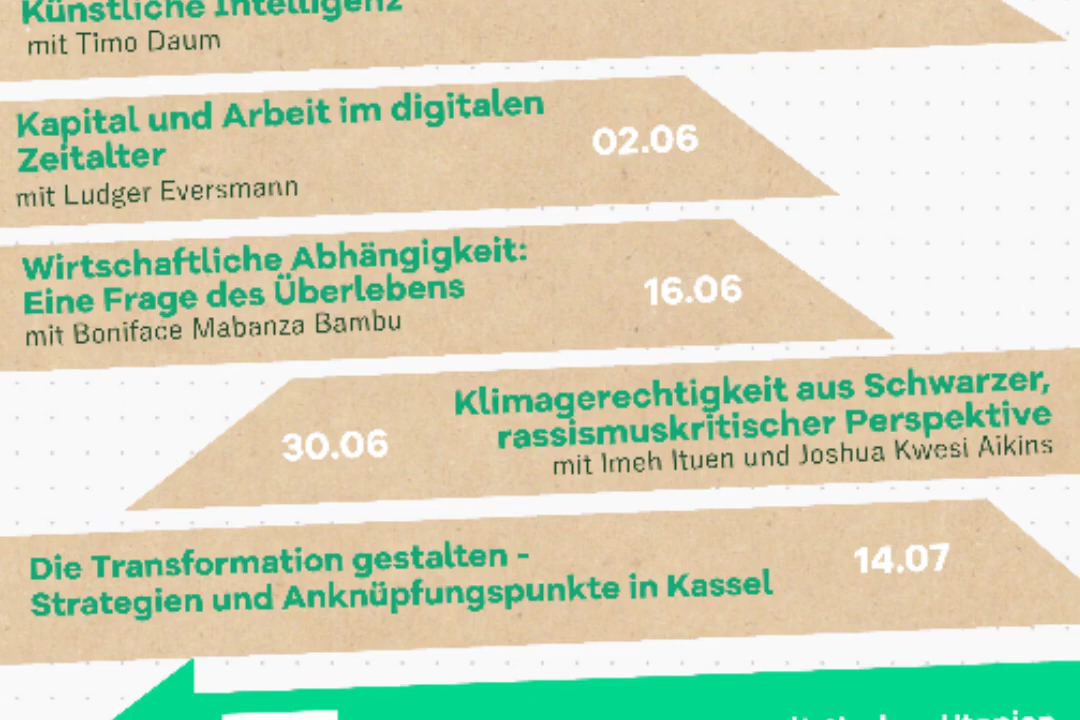 Künstliche Intelligenz
mit Timo Daum
Kapital und Arbeit im digitalen
Zeitalter
mit Ludger Eversmann
02.06
Wirtschaftliche Abhängigkeit:
Eine Frage des Überlebens
mit Boniface Mabanza Bambu
16.06
Klimagerechtigkeit aus Schwarzer,
rassismuskritischer Perspektive
mit Imeh Ituen und Joshua Kwesi Aikins
30.06
Die Transformation gestalten -
Strategien und Anknüpfungspunkte in Kassel
14.07